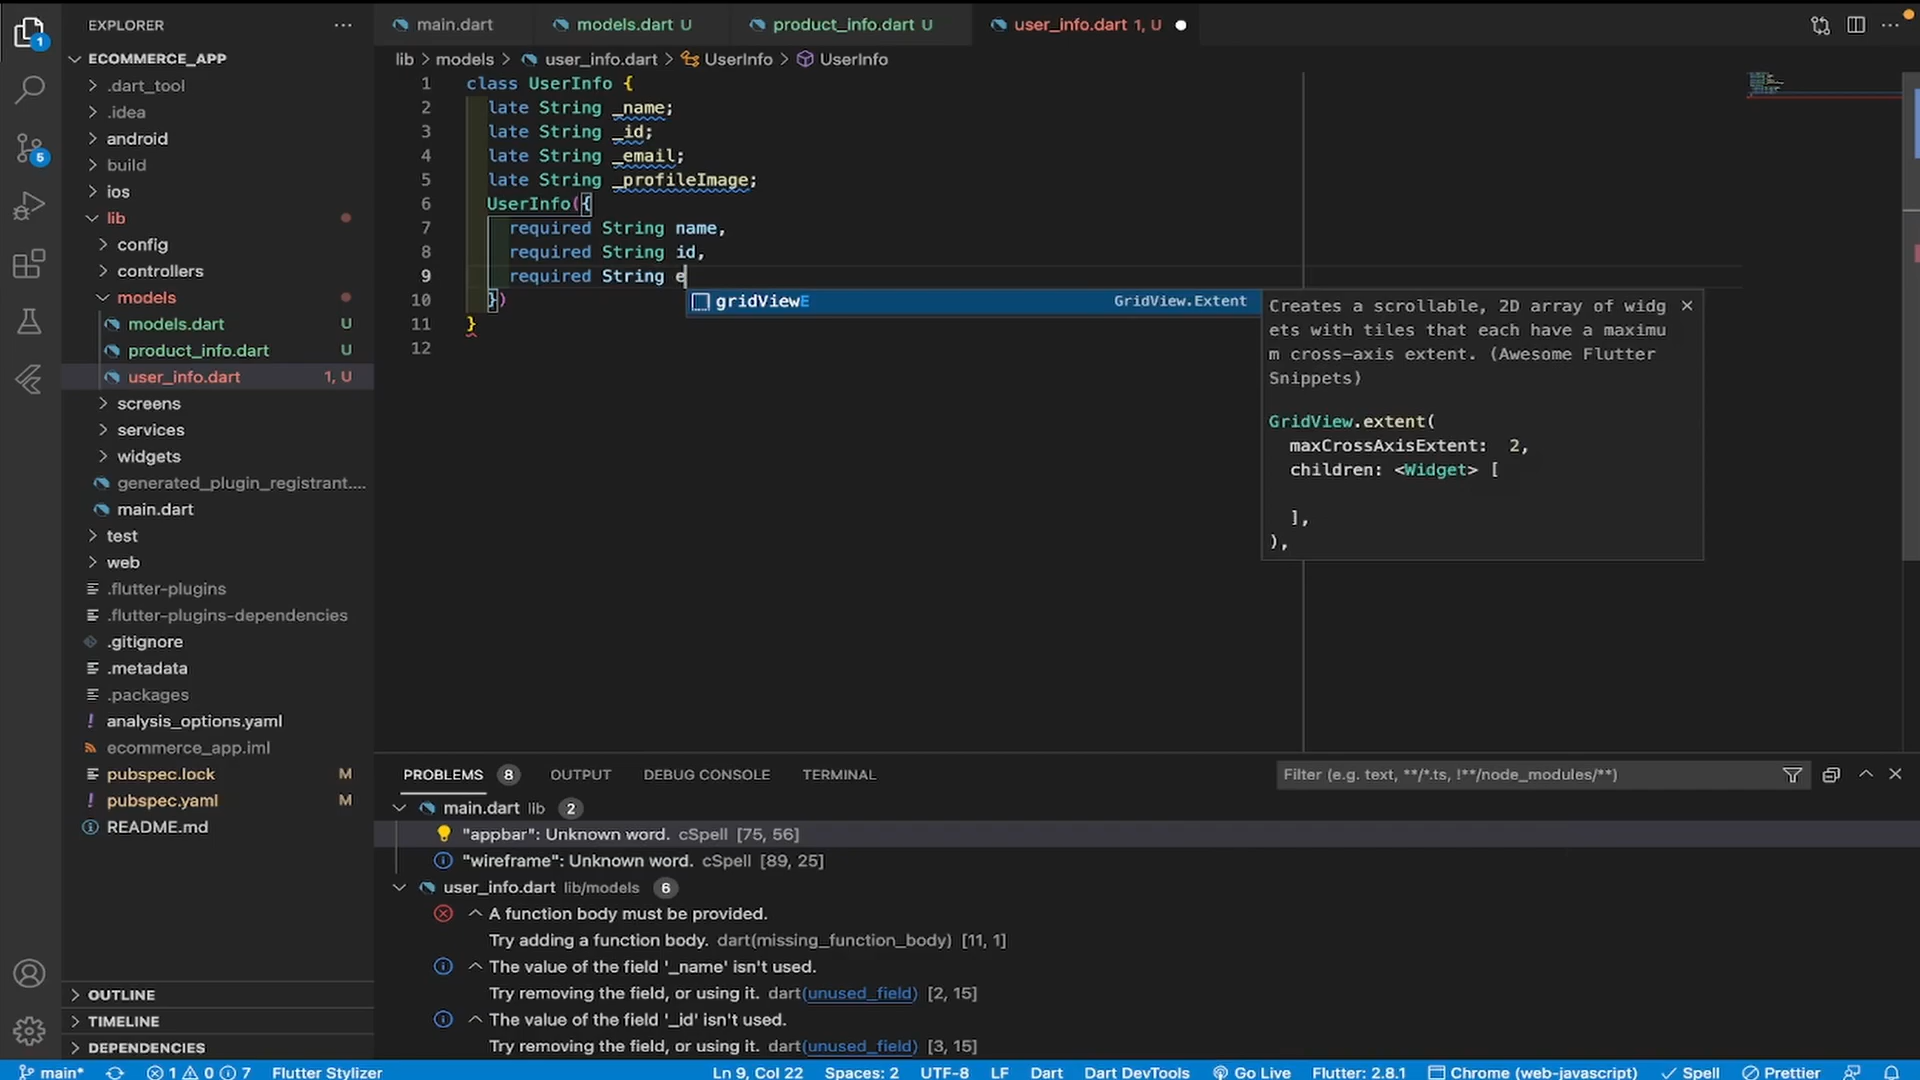 EXPLORER
main.dart
models.dart U
product_info.dart U
user_info.dart 1, U
ECOMMERCE_APP
.dart_tool
.idea
android
build
ios
lib
config
controllers
models
models.dart U
product_info.dart U
user_info.dart 1, U
screens
services
widgets
generated_plugin_registrant....
main.dart
test
web
.flutter-plugins
.flutter-plugins-dependencies
.gitignore
.metadata
.packages
analysis_options.yaml
ecommerce_app.iml
pubspec.lock M
pubspec.yaml M
README.md
OUTLINE
TIMELINE
DEPENDENCIES
1
5
lib > models > user_info.dart > UserInfo > UserInfo
1 class UserInfo {
2 late String _name;
3 late String _id;
4 late String _email;
5 late String _profileImage;
6 UserInfo({
7 required String name,
8 required String id,
9 required String e
10 })
11 }
12
gridViewE GridView.Extent
Creates a scrollable, 2D array of widg
ets with tiles that each have a maximu
m cross-axis extent. (Awesome Flutter
Snippets)
GridView.extent(
maxCrossAxisExtent: 2,
children: <Widget> [
],
),
PROBLEMS 8 OUTPUT DEBUG CONSOLE TERMINAL
Filter (e.g. text, **/*.ts, !**/node_modules/**)
main.dart lib 2
"appbar": Unknown word. cSpell [75, 56]
"wireframe": Unknown word. cSpell [89, 25]
user_info.dart lib/models 6
A function body must be provided.
Try adding a function body. dart(missing_function_body) [11, 1]
The value of the field '_name' isn't used.
Try removing the field, or using it. dart(unused_field) [2, 15]
The value of the field '_id' isn't used.
Try removing the field, or using it. dart(unused_field) [3, 15]
main* 1 0 7 Flutter Stylizer Ln 9, Col 22 Spaces: 2 UTF-8 LF Dart Dart DevTools Go Live Flutter: 2.8.1 Chrome (web-javascript) Spell Prettier